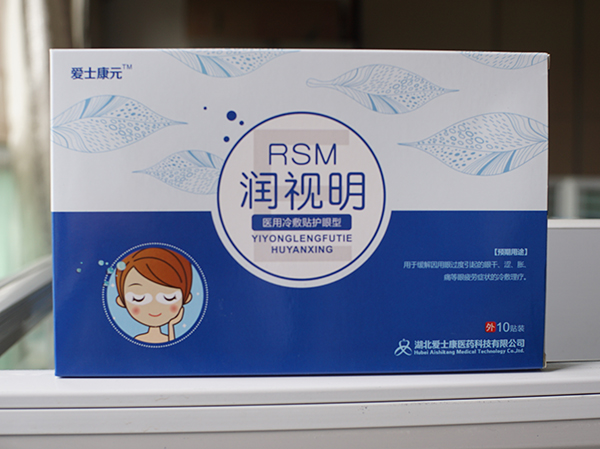 爱士康元™
RSM
润视明
医用冷敷贴护眼型
YIYONGLENGFUTIE
HUYANXING
【预期用途】
用于缓解因用眼过度引起的眼干、涩、胀、
痛等眼疲劳症状的冷敷理疗。
外 10贴装
湖北爱士康医药科技有限公司
Hubei Aishikang Medical Technology Co.,ltd.